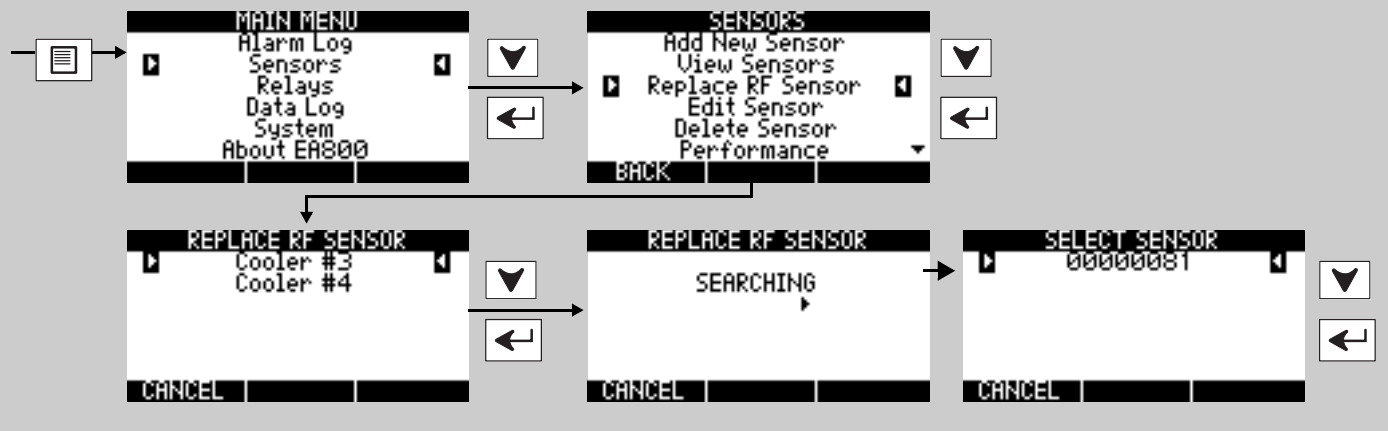 MAIN MENU
Alarm Log
Sensors
Relays
Data Log
System
About EA800
SENSORS
Add New Sensor
View Sensors
Replace RF Sensor
Edit Sensor
Delete Sensor
Performance
BACK
REPLACE RF SENSOR
Cooler #3
Cooler #4
CANCEL
REPLACE RF SENSOR
SEARCHING
CANCEL
SELECT SENSOR
00000081
CANCEL